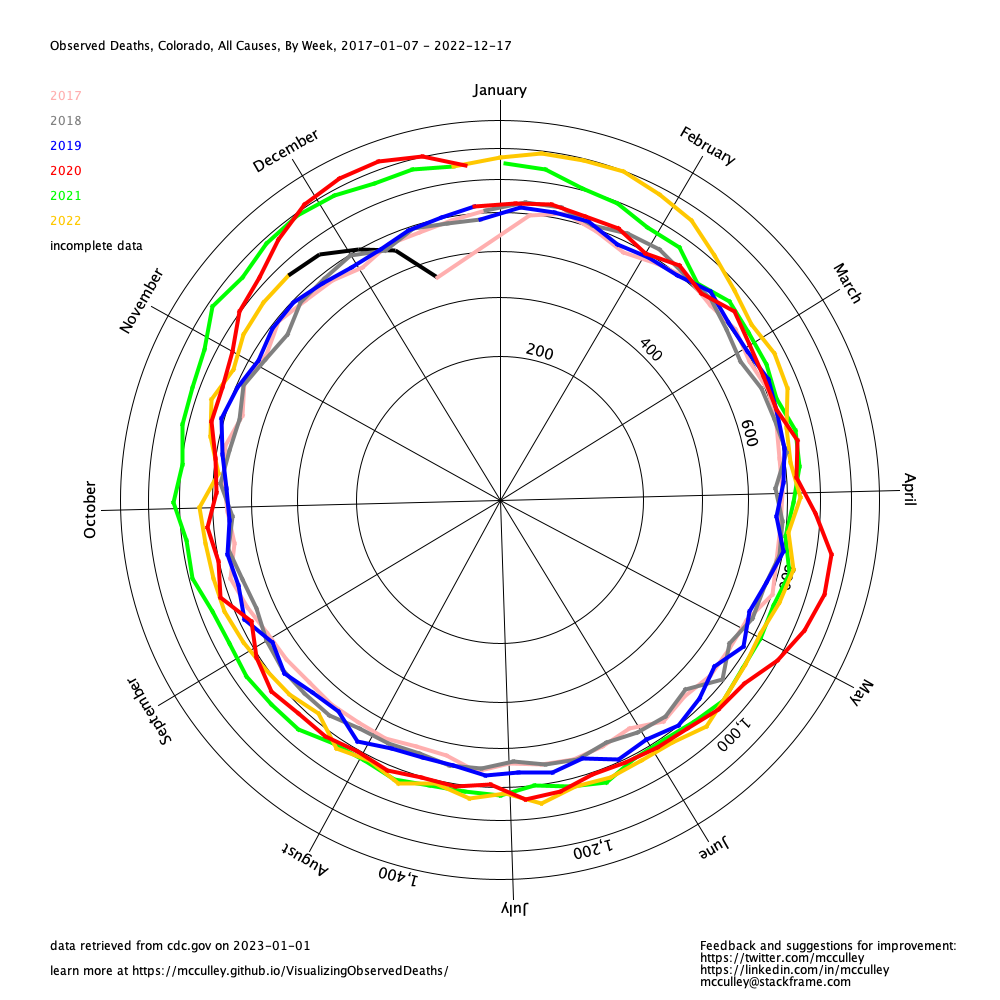 Observed Deaths, Colorado, All Causes, By Week, 2017-01-07 - 2022-12-17
2017
2018
2019
2020
2021
2022
incomplete data
January
February
March
April
May
June
July
August
September
October
November
December
200
400
600
800
1,000
1,200
1,400
data retrieved from cdc.gov on 2023-01-01
learn more at https://mcculley.github.io/VisualizingObservedDeaths/
Feedback and suggestions for improvement:
https://twitter.com/mcculley
https://linkedin.com/in/mcculley
mcculley@stackframe.com